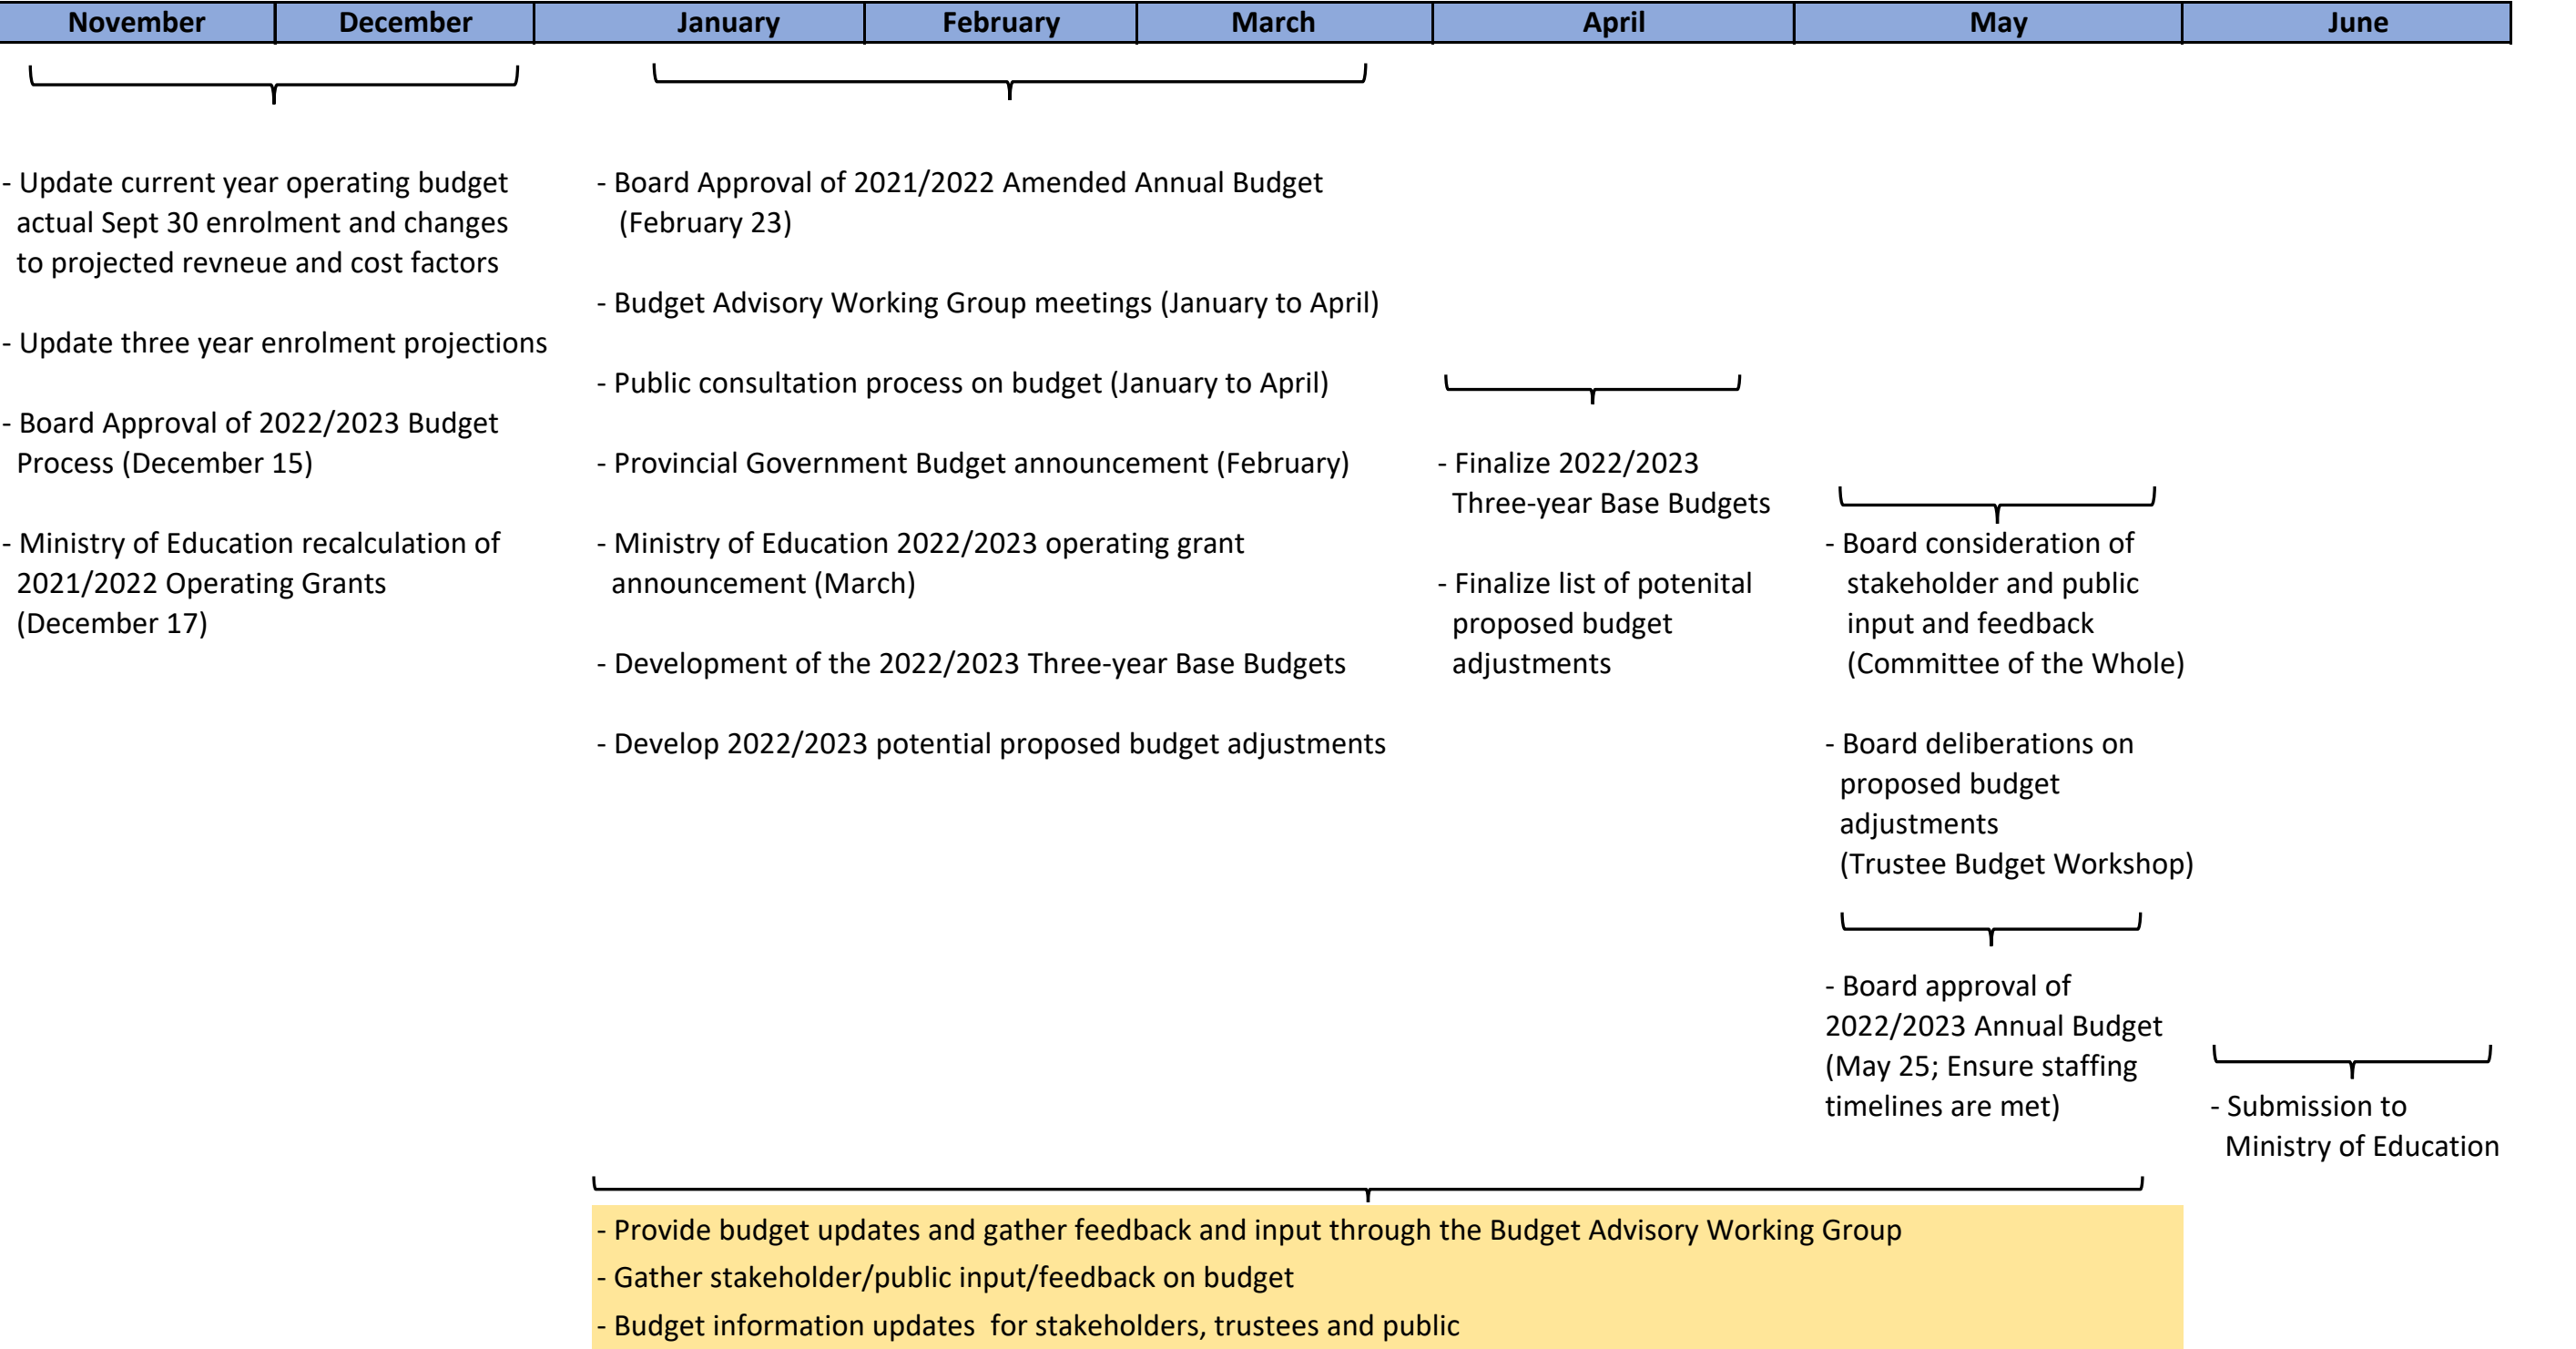 November December January February March April May June
- Update current year operating budget
actual Sept 30 enrolment and changes
to projected revneue and cost factors
- Update three year enrolment projections
- Board Approval of 2022/2023 Budget
Process (December 15)
- Ministry of Education recalculation of
2021/2022 Operating Grants
(December 17)
- Board Approval of 2021/2022 Amended Annual Budget
(February 23)
- Budget Advisory Working Group meetings (January to April)
- Public consultation process on budget (January to April)
- Provincial Government Budget announcement (February)
- Ministry of Education 2022/2023 operating grant
announcement (March)
- Development of the 2022/2023 Three-year Base Budgets
- Develop 2022/2023 potential proposed budget adjustments
- Finalize 2022/2023
Three-year Base Budgets
- Finalize list of potenital
proposed budget
adjustments
- Board consideration of
stakeholder and public
input and feedback
(Committee of the Whole)
- Board deliberations on
proposed budget
adjustments
(Trustee Budget Workshop)
- Board approval of
2022/2023 Annual Budget
(May 25; Ensure staffing
timelines are met)
- Submission to
Ministry of Education
- Provide budget updates and gather feedback and input through the Budget Advisory Working Group
- Gather stakeholder/public input/feedback on budget
- Budget information updates  for stakeholders, trustees and public